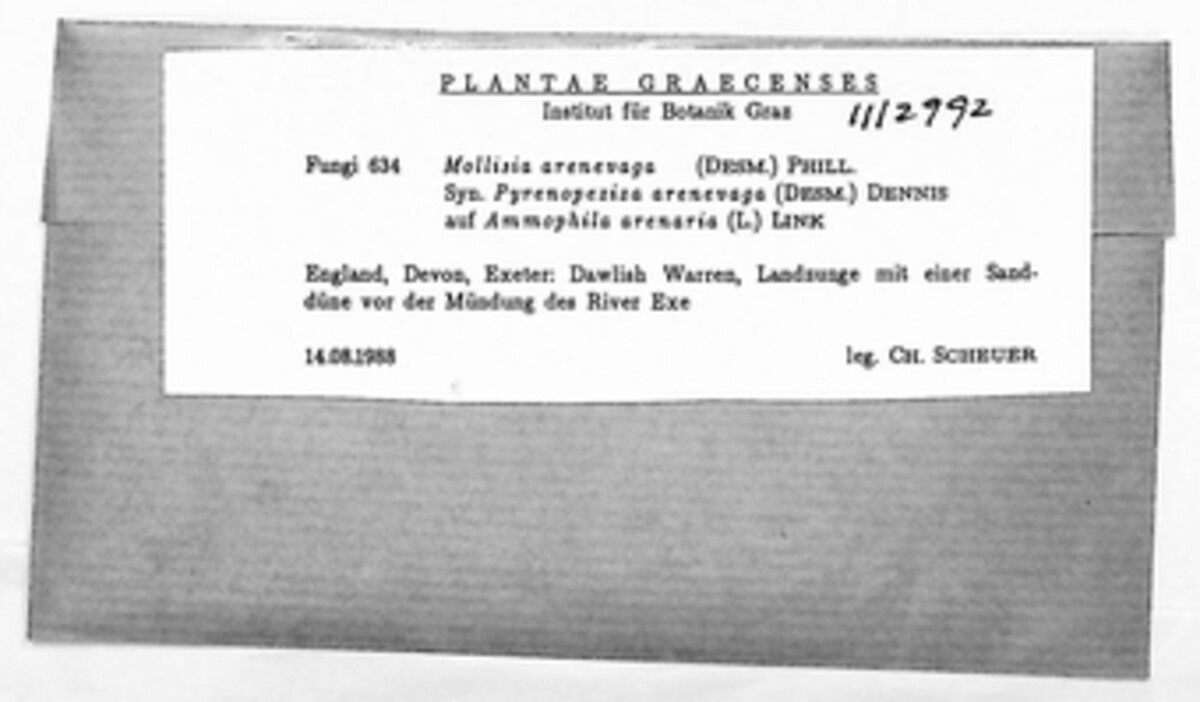 PLANTAE GRAECENSES
Institut für Botanik Graz 111/2992
Fungi 634 Mollisia arenevaga (DESM.) PHILL.
Syn. Pyrenopeziza arenevaga (DESM.) DENNIS
auf Ammophila arenaria (L.) LINK
England, Devon, Exeter: Dawlish Warren, Landzunge mit einer Sand-
düne vor der Mündung des River Exe
14.08.1988 leg. CH. SCHEUER